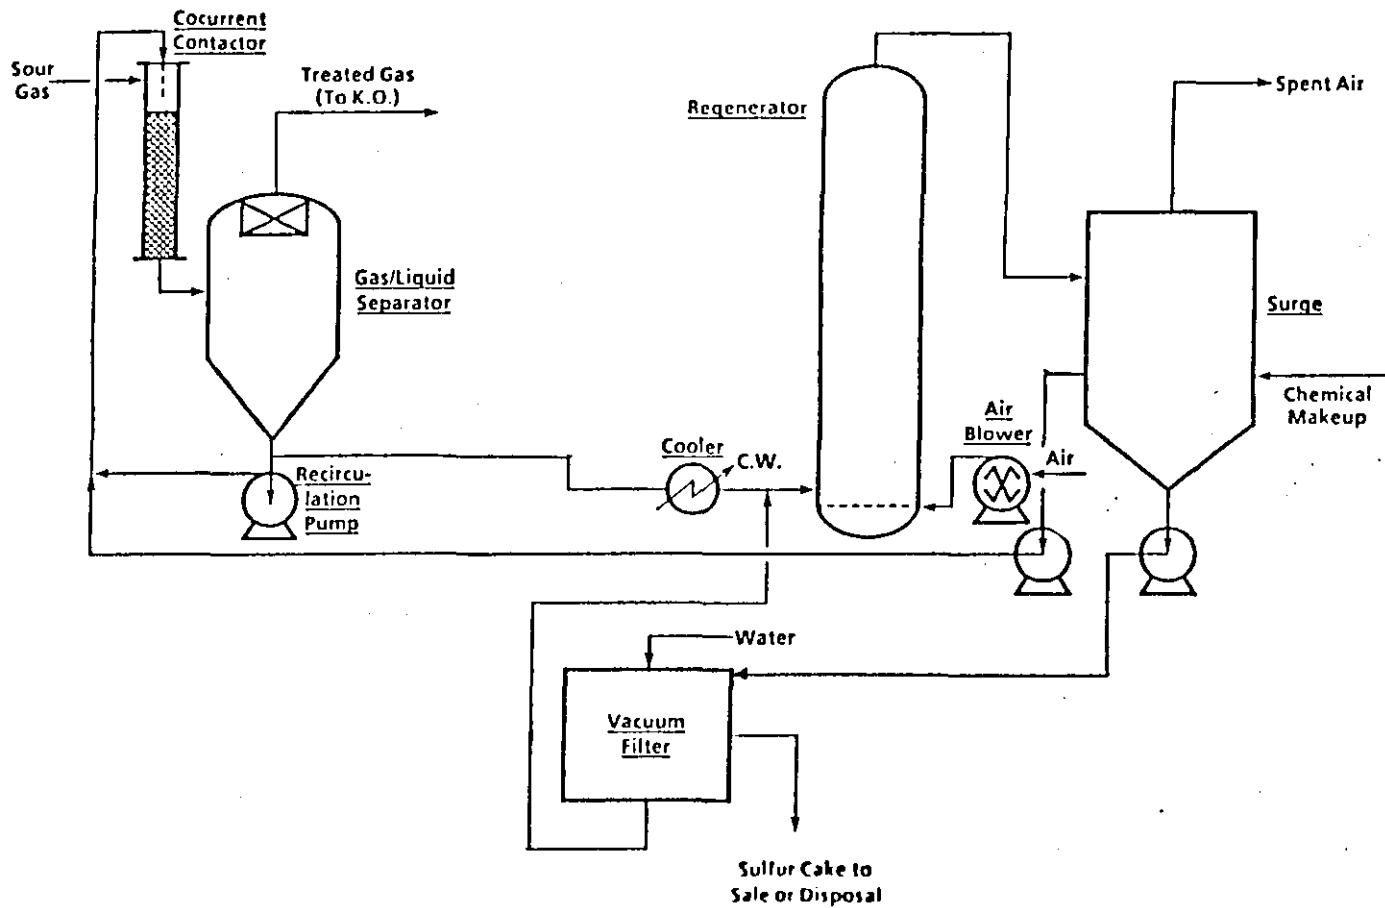 Cocurrent
Contactor
Sour
Gas
Treated Gas
(To K.O.)
Regenerator
Spent Air
Gas/Liquid
Separator
Surge
Chemical
Makeup
Air
Blower
Air
Cooler
C.W.
Recircu-
lation
Pump
Water
Vacuum
Filter
Sulfur Cake to
Sale or Disposal